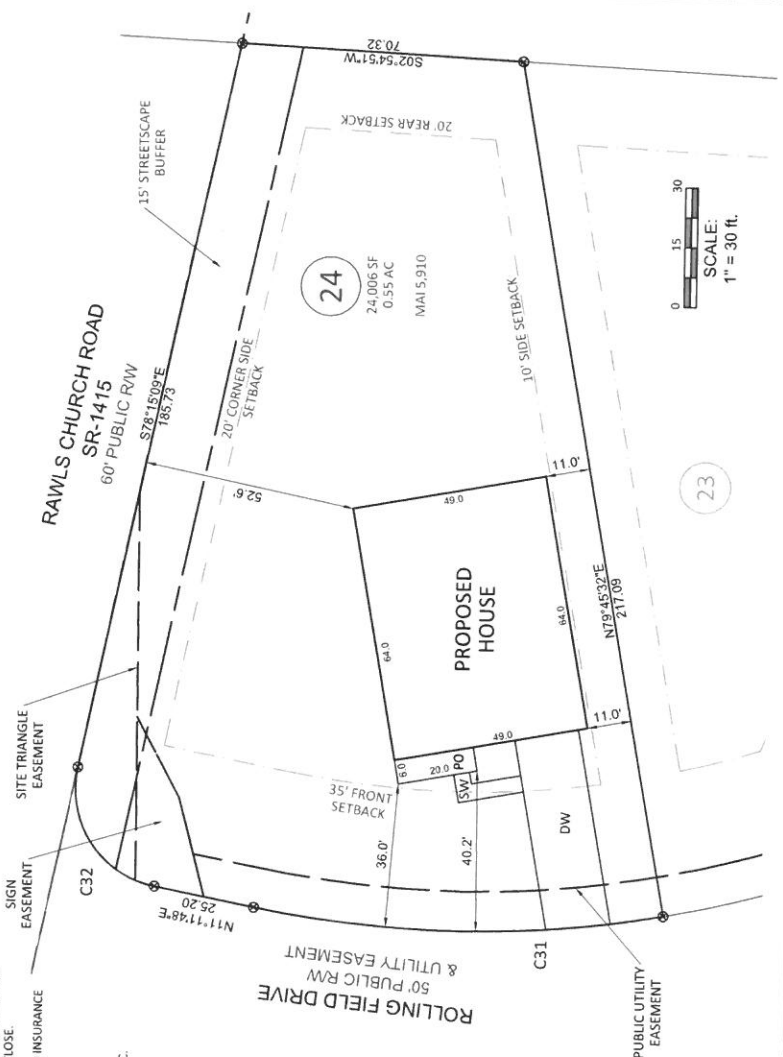 LOSE.
INSURANCE
SIGN
EASEMENT
SITE TRIANGLE
EASEMENT
RAWLS CHURCH ROAD
SR-1415
60' PUBLIC R/W
S78°15'09"E
185.73
15' STREETSCAPE
BUFFER
S02°54'51"W
70.32
C32
N11°11'48"E
25.20
20' CORNER SIDE
SETBACK
20' REAR SETBACK
24
24,006 SF
0.55 AC
MAI 5,910
52.6'
35' FRONT
SETBACK
36.0'
40.2'
6.0
20.0
PO
SW
DW
64.0
49.0
PROPOSED
HOUSE
49.0
64.0
11.0'
11.0'
10' SIDE SETBACK
N79°45'32"E
217.09
23
C31
ROLLING FIELD DRIVE
50' PUBLIC R/W
& UTILITY EASEMENT
PUBLIC UTILITY
EASEMENT
0 15 30
SCALE:
1" = 30 ft.